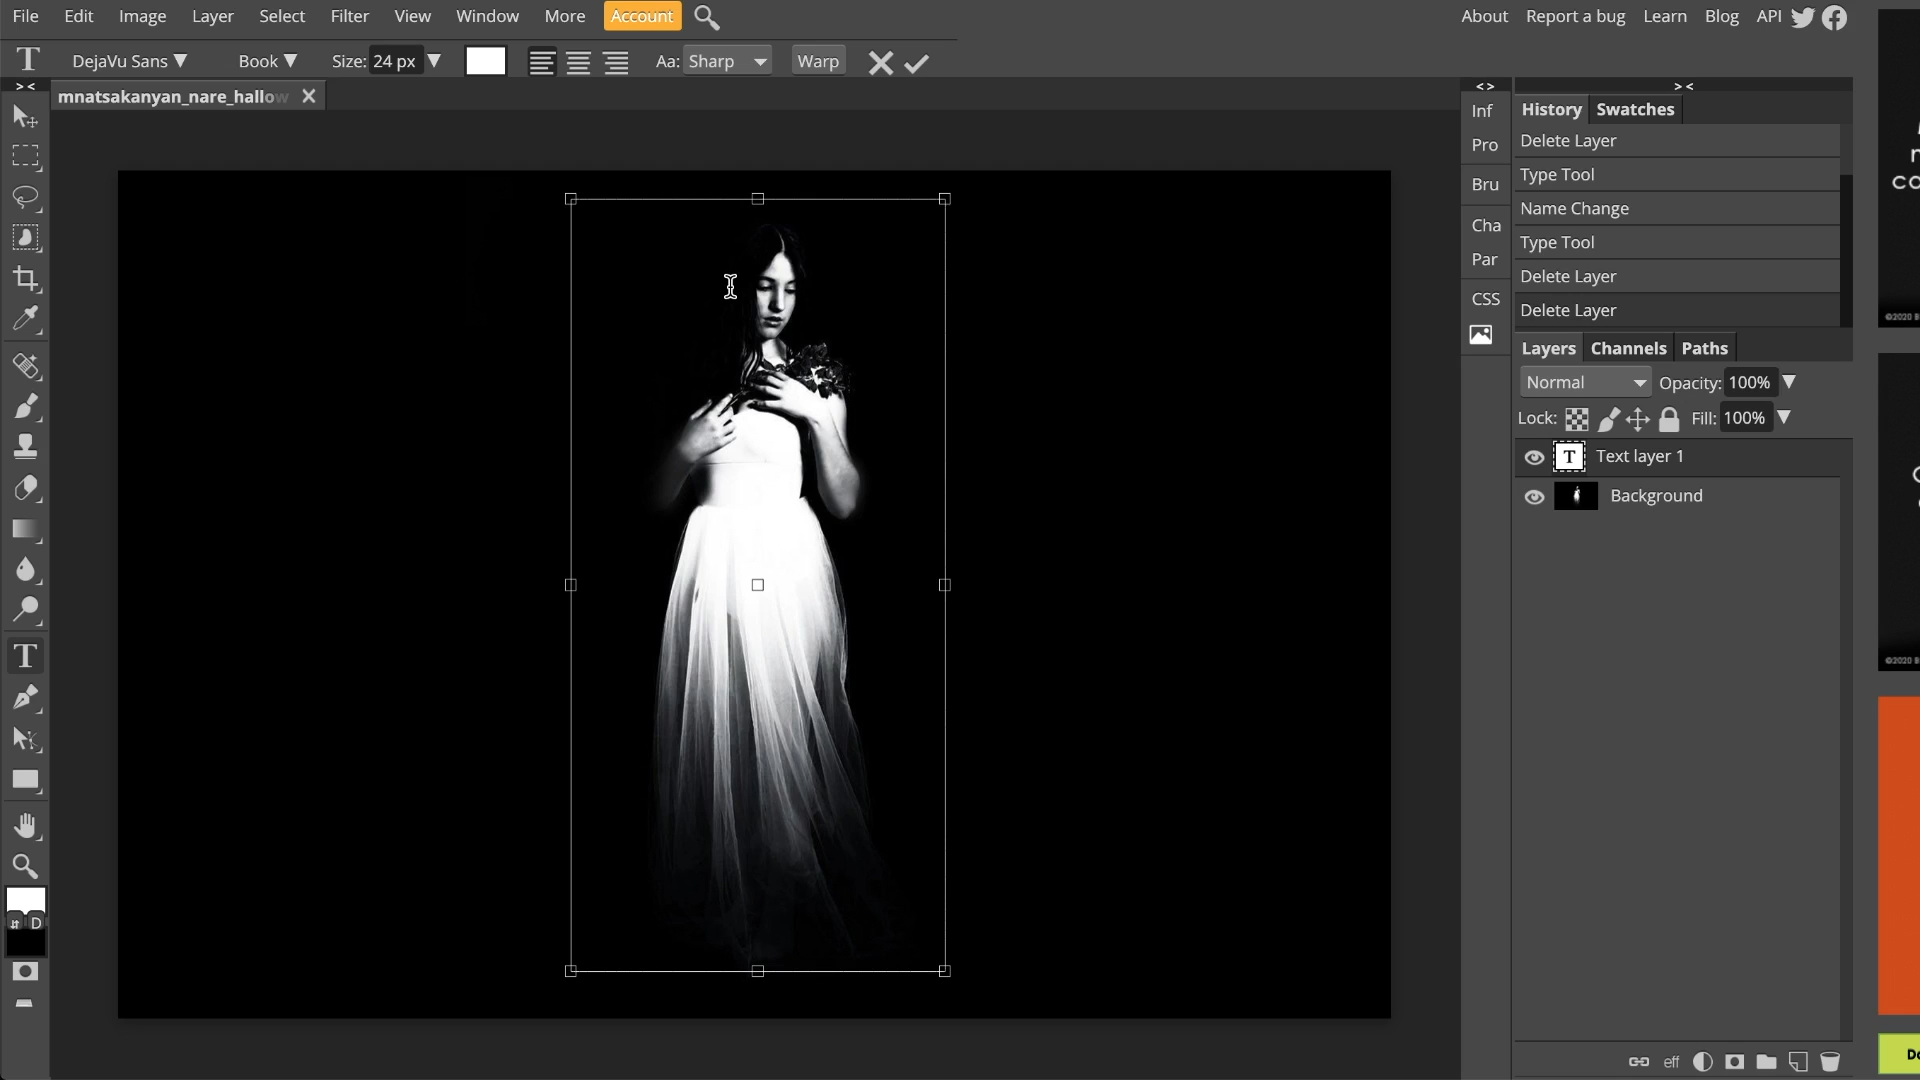 File Edit Image Layer Select Filter View Window More Account About Report a bug Learn Blog API
T DejaVu Sans Book Size: 24 px Aa: Sharp Warp
> < mnatsakanyan_nare_hallow < > > <
Inf
Pro
Bru
Cha
Par
CSS
History Swatches
Delete Layer
Type Tool
Name Change
Type Tool
Delete Layer
Delete Layer
Layers Channels Paths
Normal Opacity: 100%
Lock: Fill: 100%
T Text layer 1
Background
T
D
eff
co
©2020 B
©2020 B